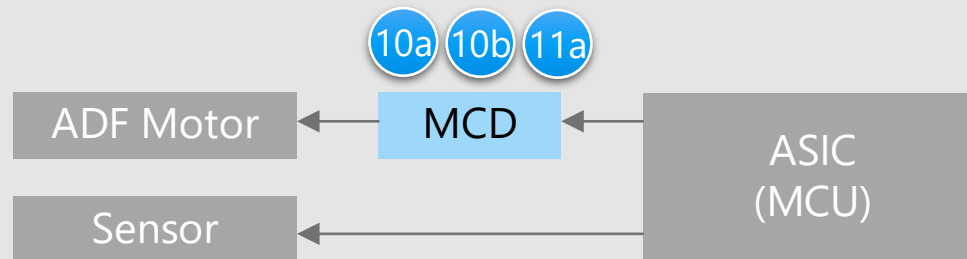 10a 10b 11a
ADF Motor
MCD
ASIC
(MCU)
Sensor